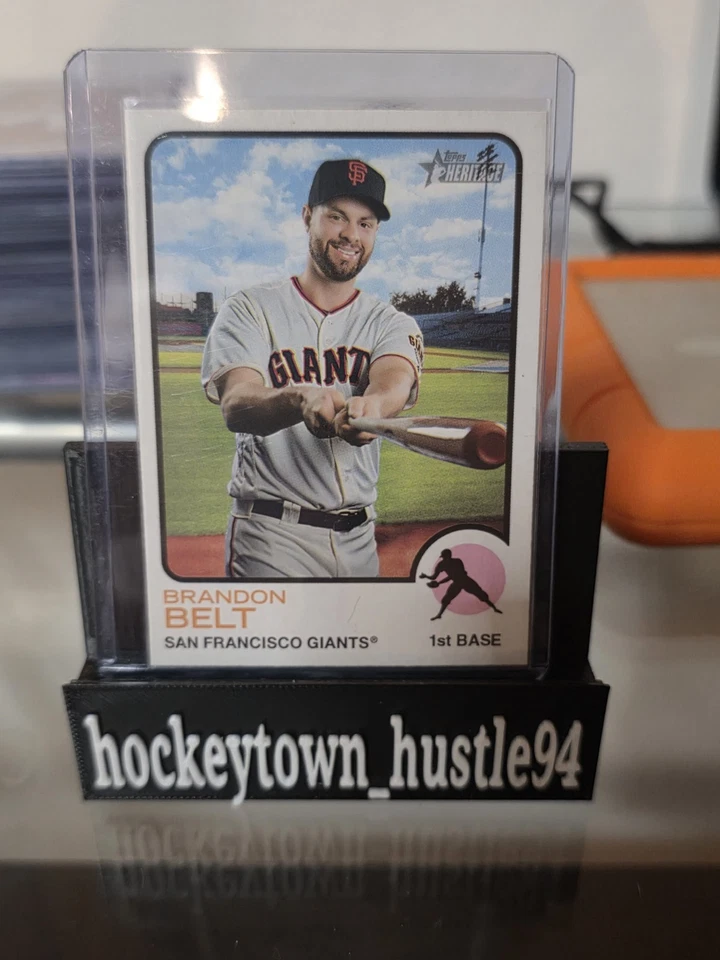 Topps
HERITAGE
SF
GIANTS
BRANDON
BELT
SAN FRANCISCO GIANTS®
1st BASE
hockeytown_hustle94